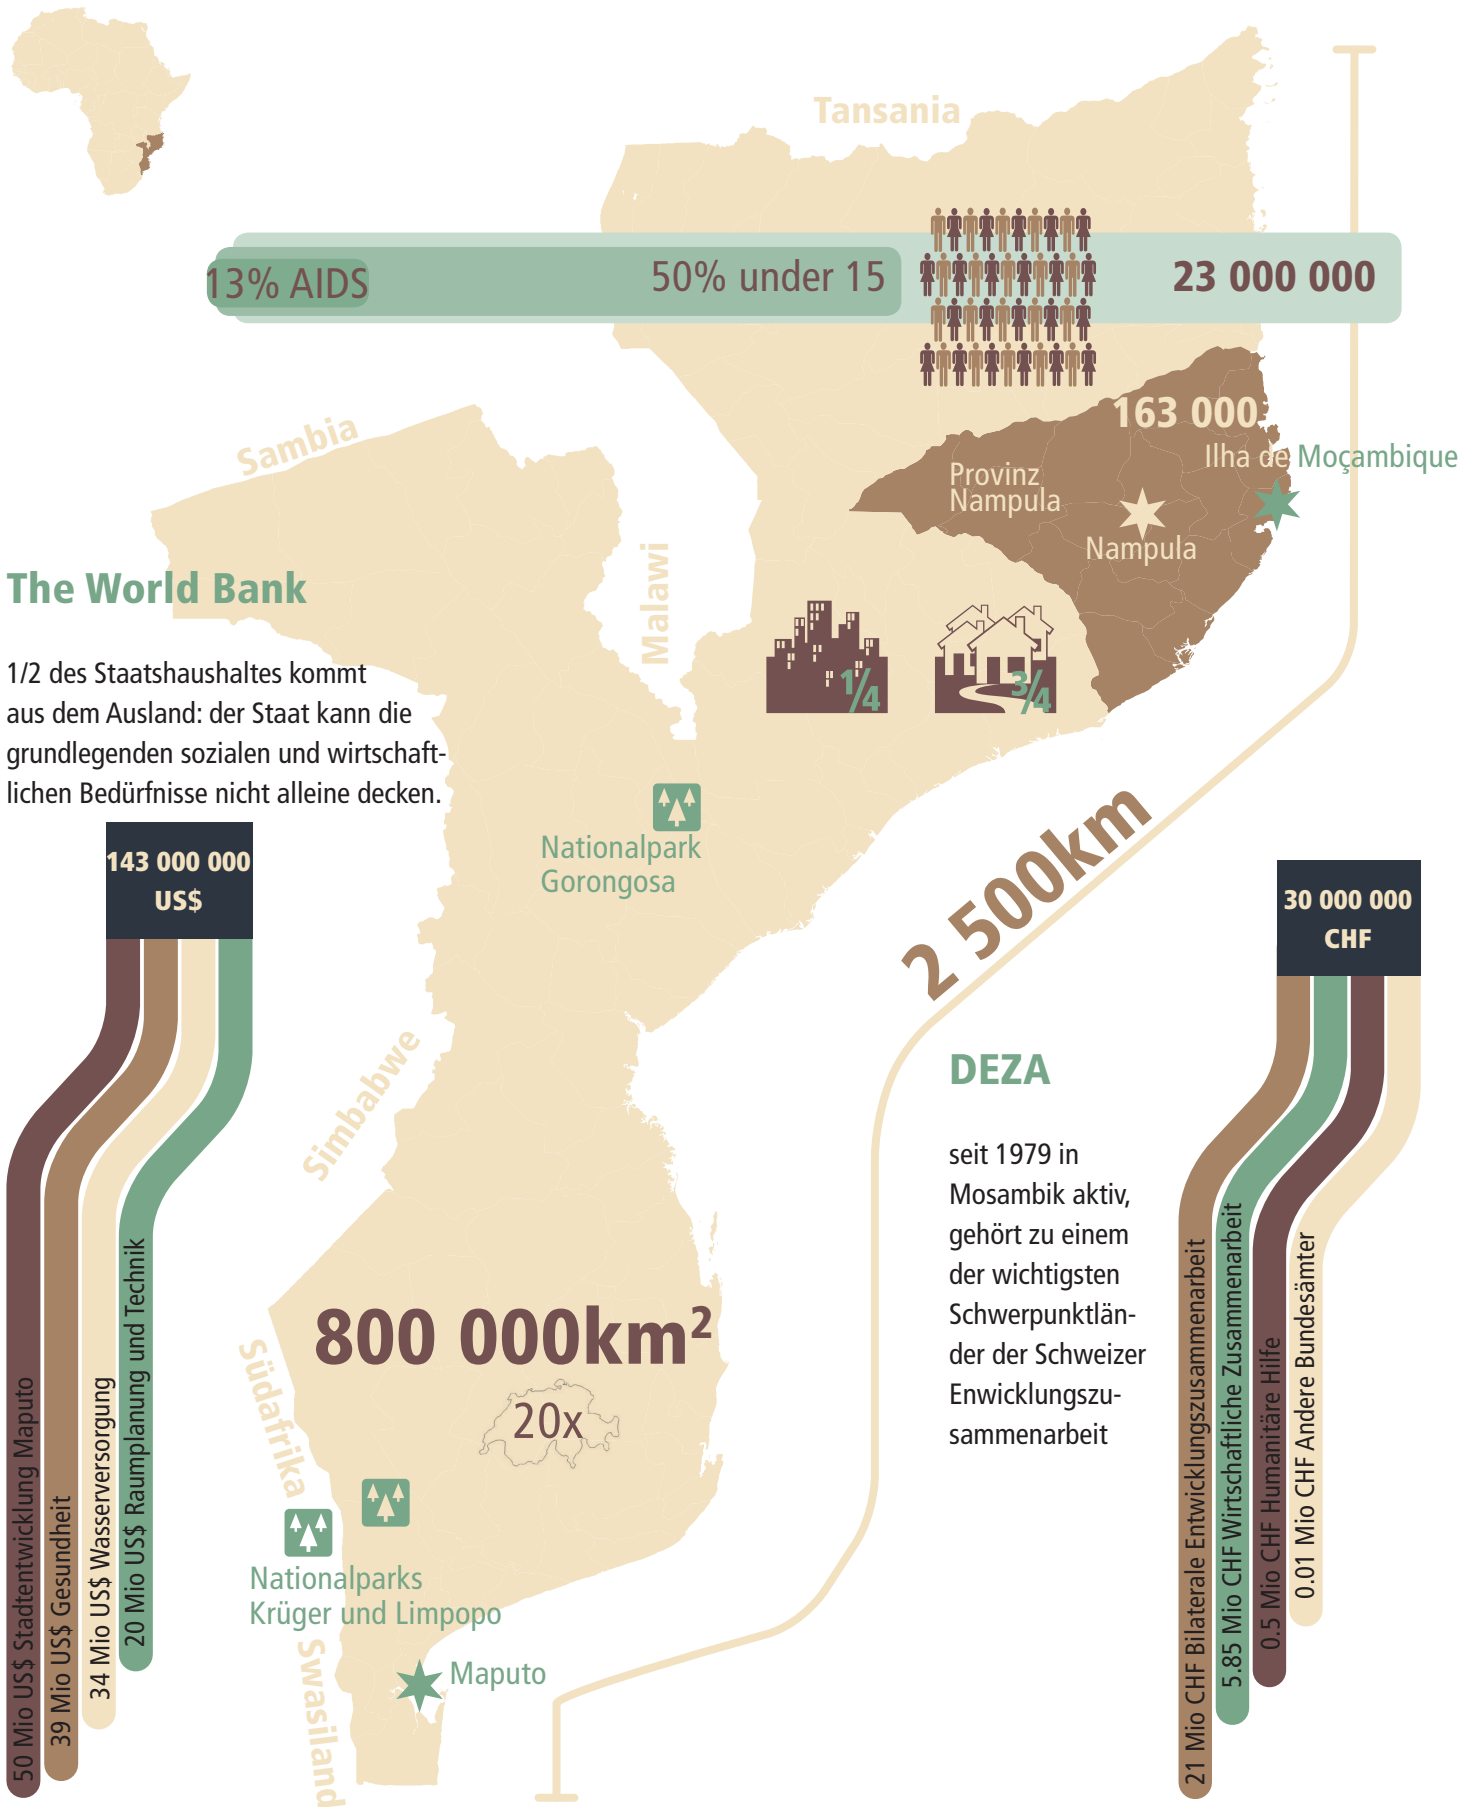 Tansania
13% AIDS
50% under 15
23 000 000
163 000
Sambia
Ilha de Moçambique
Provinz
Nampula
Nampula
Malawi
The World Bank
1/2 des Staatshaushaltes kommt
aus dem Ausland: der Staat kann die
grundlegenden sozialen und wirtschaft-
lichen Bedürfnisse nicht alleine decken.
1/4
3/4
Nationalpark
Gorongosa
2 500km
143 000 000
US$
50 Mio US$ Stadtentwicklung Maputo
39 Mio US$ Gesundheit
34 Mio US$ Wasserversorgung
20 Mio US$ Raumplanung und Technik
Simbabwe
30 000 000
CHF
DEZA
seit 1979 in
Mosambik aktiv,
gehört zu einem
der wichtigsten
Schwerpunktlän-
der der Schweizer
Enwicklungszu-
sammenarbeit
21 Mio CHF Bilaterale Entwicklungszusammenarbeit
5.85 Mio CHF Wirtschaftliche Zusammenarbeit
0.5 Mio CHF Humanitäre Hilfe
0.01 Mio CHF Andere Bundesämter
800 000km²
20x
Südafrika
Nationalparks
Krüger und Limpopo
Swasiland
Maputo